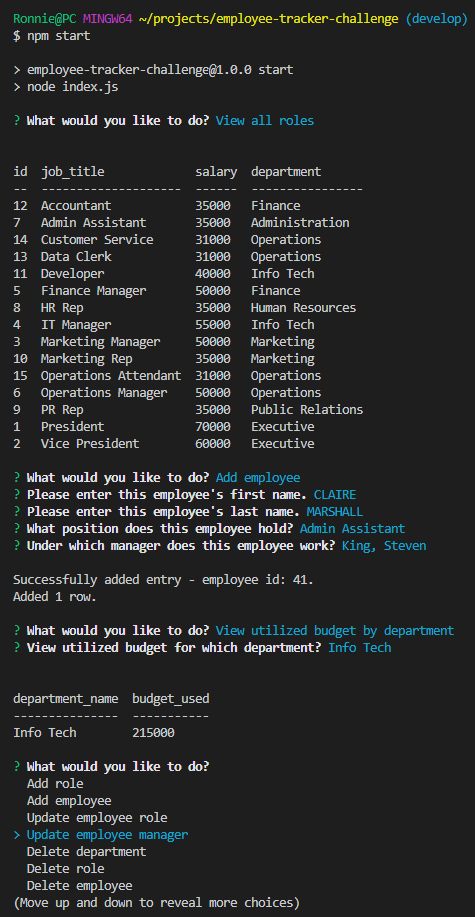 Ronnie@PC MINGW64 ~/projects/employee-tracker-challenge (develop)
$ npm start
> employee-tracker-challenge@1.0.0 start
> node index.js
? What would you like to do? View all roles
id  job_title             salary  department
--  --------------------  ------  ----------------
12  Accountant            35000   Finance
7   Admin Assistant       35000   Administration
14  Customer Service      31000   Operations
13  Data Clerk            31000   Operations
11  Developer             40000   Info Tech
5   Finance Manager       50000   Finance
8   HR Rep                35000   Human Resources
4   IT Manager            55000   Info Tech
3   Marketing Manager     50000   Marketing
10  Marketing Rep         35000   Marketing
15  Operations Attendant  31000   Operations
6   Operations Manager    50000   Operations
9   PR Rep                35000   Public Relations
1   President             70000   Executive
2   Vice President        60000   Executive
? What would you like to do? Add employee
? Please enter this employee's first name. CLAIRE
? Please enter this employee's last name. MARSHALL
? What position does this employee hold? Admin Assistant
? Under which manager does this employee work? King, Steven
Successfully added entry - employee id: 41.
Added 1 row.
? What would you like to do? View utilized budget by department
? View utilized budget for which department? Info Tech
department_name  budget_used
---------------  -----------
Info Tech        215000
? What would you like to do?
  Add role
  Add employee
  Update employee role
> Update employee manager
  Delete department
  Delete role
  Delete employee
(Move up and down to reveal more choices)